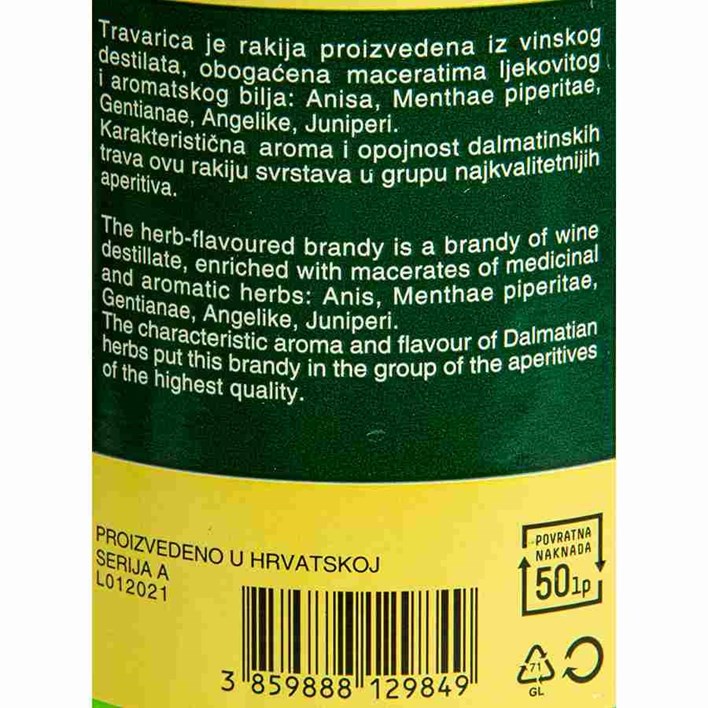 Travarica je rakija proizvedena iz vinskog
destilata, obogaćena maceratima ljekovitog
i aromatskog bilja: Anisa, Menthae piperitae,
Gentianae, Angelike, Juniperi.
Karakteristična aroma i opojnost dalmatinskih
trava ovu rakiju svrstava u grupu najkvalitetnijih
aperitiva.
The herb-flavoured brandy is a brandy of wine
destillate, enriched with macerates of medicinal
and aromatic herbs: Anis, Menthae piperitae,
Gentianae, Angelike, Juniperi.
The characteristic aroma and flavour of Dalmatian
herbs put this brandy in the group of the aperitives
of the highest quality.
PROIZVEDENO U HRVATSKOJ
SERIJA A
L012021
POVRATNA
NAKNADA
50lp
3 859888 129849
71
GL